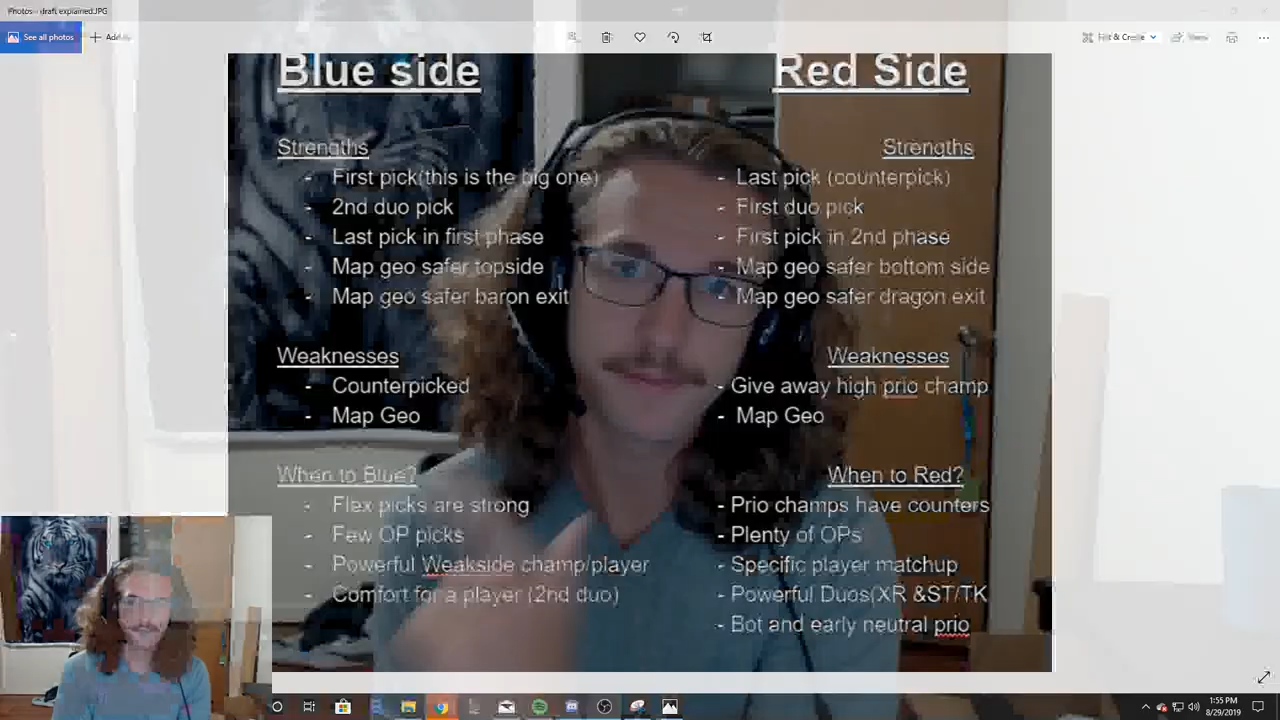 Photos - draft explained.JPG
See all photos
Add
Edit & Create
Share
Blue side
Strengths
- First pick(this is the big one)
- 2nd duo pick
- Last pick in first phase
- Map geo safer topside
- Map geo safer baron exit
Weaknesses
- Counterpicked
- Map Geo
When to Blue?
- Flex picks are strong
- Few OP picks
- Powerful Weakside champ/player
- Comfort for a player (2nd duo)
Red Side
Strengths
- Last pick (counterpick)
- First duo pick
- First pick in 2nd phase
- Map geo safer bottom side
- Map geo safer dragon exit
Weaknesses
- Give away high prio champ
- Map Geo
When to Red?
- Prio champs have counters
- Plenty of OPs
- Specific player matchup
- Powerful Duos(XR &ST/TK
- Bot and early neutral prio
1:55 PM
8/29/2019